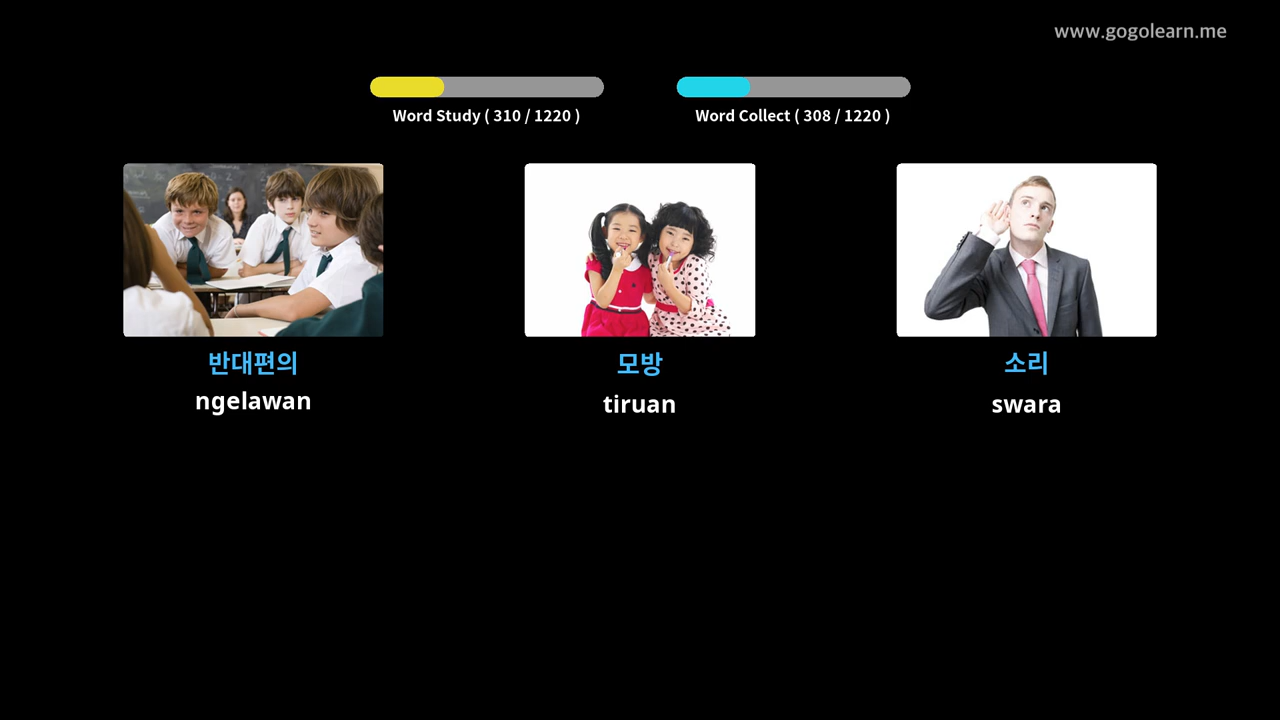 www.gogolearn.me
Word Study ( 310 / 1220 )
Word Collect ( 308 / 1220 )
반대편의
ngelawan
모방
tiruan
소리
swara